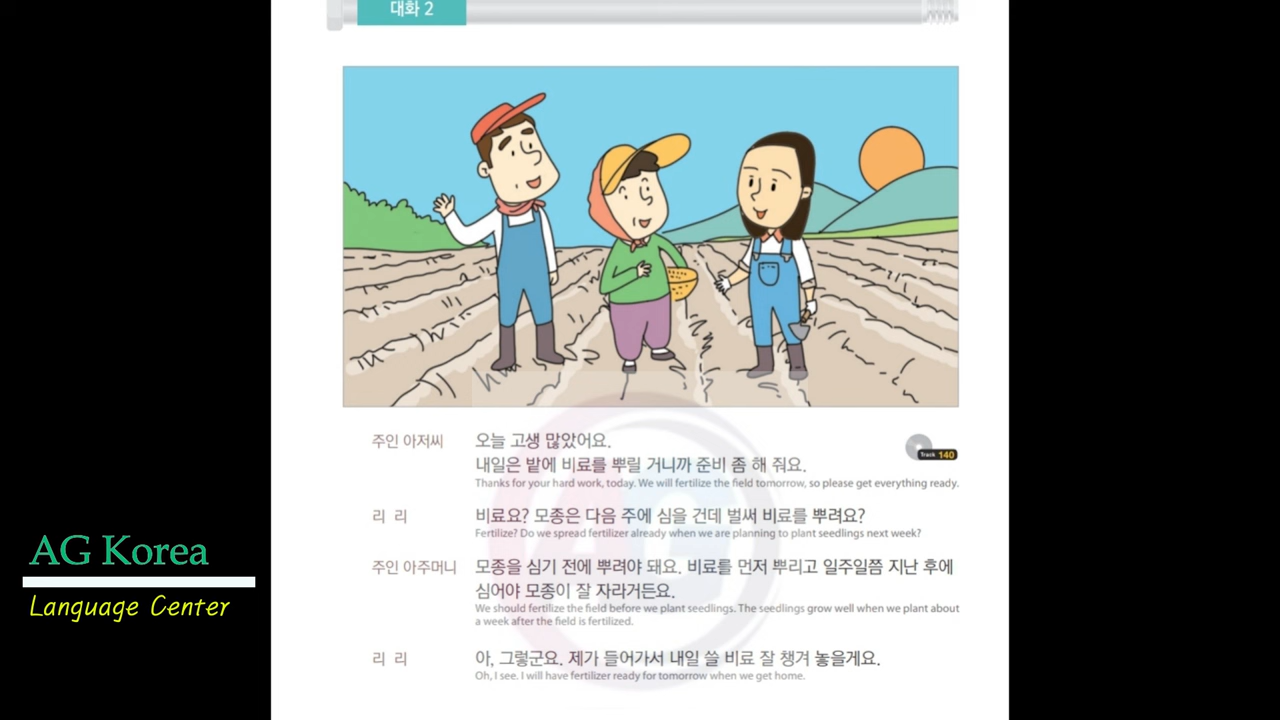 대화 2
주인 아저씨 오늘 고생 많았어요.
내일은 밭에 비료를 뿌릴 거니까 준비 좀 해 줘요.
Track 140
Thanks for your hard work, today. We will fertilize the field tomorrow, so please get everything ready.
리 리 비료요? 모종은 다음 주에 심을 건데 벌써 비료를 뿌려요?
Fertilize? Do we spread fertilizer already when we are planning to plant seedlings next week?
주인 아주머니 모종을 심기 전에 뿌려야 돼요. 비료를 먼저 뿌리고 일주일쯤 지난 후에
심어야 모종이 잘 자라거든요.
We should fertilize the field before we plant seedlings. The seedlings grow well when we plant about
a week after the field is fertilized.
리 리 아, 그렇군요. 제가 들어가서 내일 쓸 비료 잘 챙겨 놓을게요.
Oh, I see. I will have fertilizer ready for tomorrow when we get home.
AG Korea
Language Center